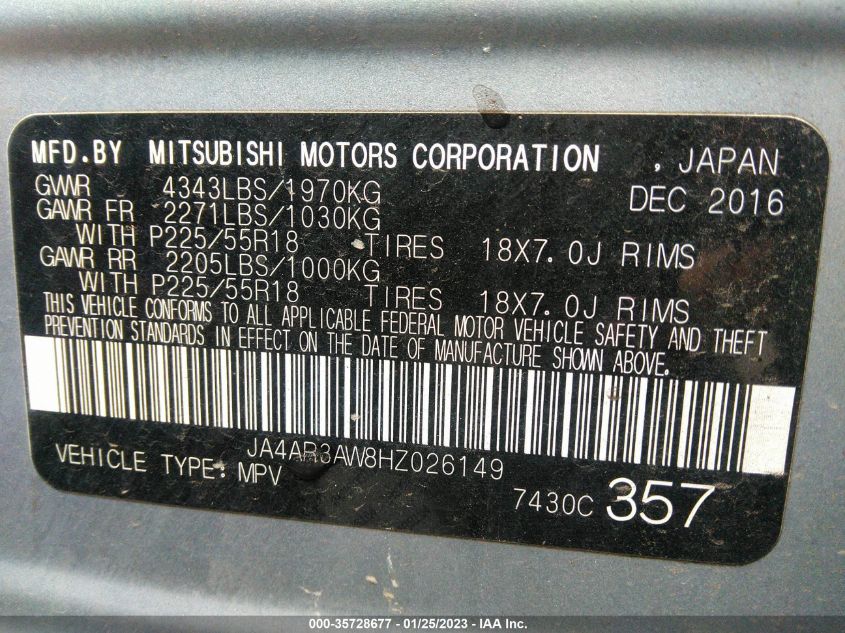 MFD.BY MITSUBISHI MOTORS CORPORATION , JAPAN
GVWR 4343LBS/1970KG DEC 2016
GAWR FR 2271LBS/1030KG
WITH P225/55R18 TIRES 18X7.0J RIMS
GAWR RR 2205LBS/1000KG
WITH P225/55R18 TIRES 18X7.0J RIMS
THIS VEHICLE CONFORMS TO ALL APPLICABLE FEDERAL MOTOR VEHICLE SAFETY AND THEFT
PREVENTION STANDARDS IN EFFECT ON THE DATE OF MANUFACTURE SHOWN ABOVE.
JA4AR3AW8HZ026149
VEHICLE TYPE: MPV
7430C 357
000-35728677 - 01/25/2023 - IAA Inc.